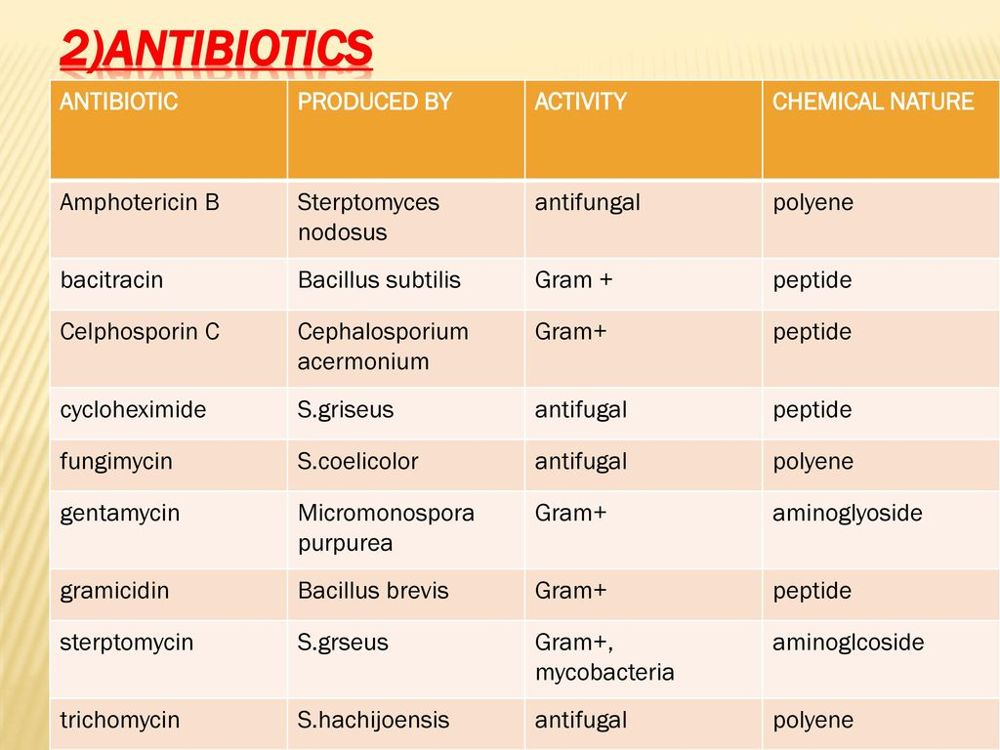 2)ANTIBIOTICS
ANTIBIOTIC PRODUCED BY ACTIVITY CHEMICAL NATURE
Amphotericin B Sterptomyces antifungal polyene
nodosus
bacitracin Bacillus subtilis Gram + peptide
Celphosporin C Cephalosporium Gram+ peptide
acermonium
cycloheximide S.griseus antifugal peptide
fungimycin S.coelicolor antifugal polyene
gentamycin Micromonospora Gram+ aminoglyoside
purpurea
gramicidin Bacillus brevis Gram+ peptide
sterptomycin S.grseus Gram+, aminoglcoside
mycobacteria
trichomycin S.hachijoensis antifugal polyene